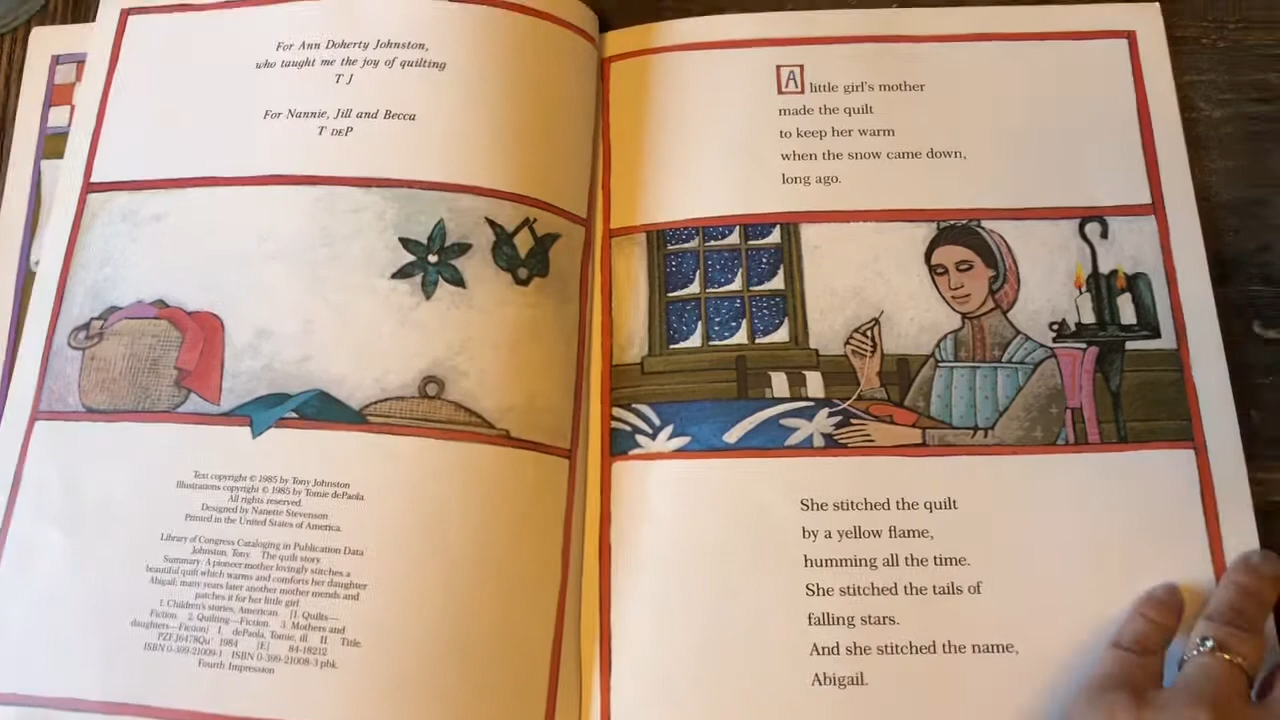 For Ann Doherty Johnston,
who taught me the joy of quilting
T J
For Nannie, Jill and Becca
T DEP
Text copyright © 1985 by Tony Johnston
Illustrations copyright © 1985 by Tomie dePaola.
All rights reserved.
Designed by Nanette Stevenson
Printed in the United States of America.
Library of Congress Cataloging in Publication Data
Johnston, Tony. The quilt story.
Summary: A pioneer mother lovingly stitches a
beautiful quilt which warms and comforts her daughter
Abigail; many years later another mother mends and
patches it for her little girl.
1. Children's stories, American. [1. Quilts—
Fiction. 2. Quilting—Fiction. 3. Mothers and
daughters—Fiction] I. dePaola, Tomie, ill. II. Title.
PZ7.J6478Qu 1984 [E] 84-18212
ISBN 0-399-21009-1 ISBN 0-399-21008-3 pbk.
Fourth Impression
A little girl's mother
made the quilt
to keep her warm
when the snow came down,
long ago.
She stitched the quilt
by a yellow flame,
humming all the time.
She stitched the tails of
falling stars.
And she stitched the name,
Abigail.